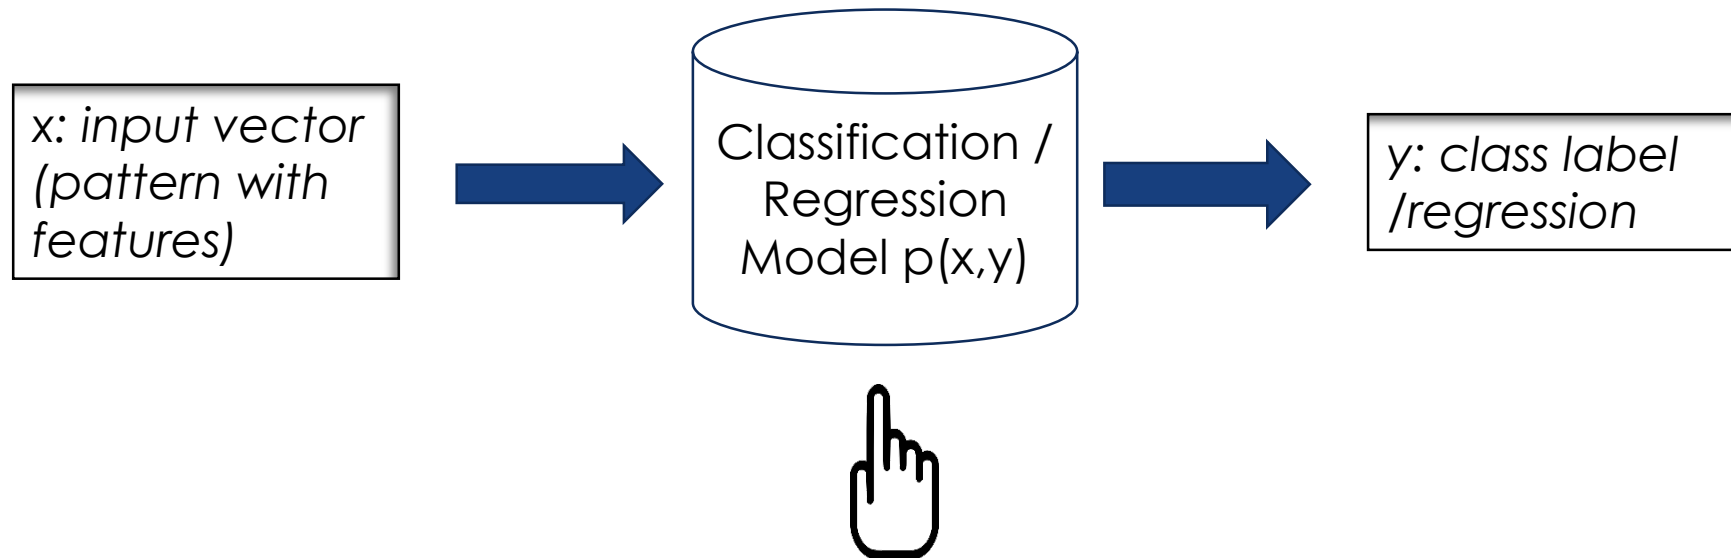 x: input vector
(pattern with
features)
Classification /
Regression
Model p(x,y)
y: class label
/regression